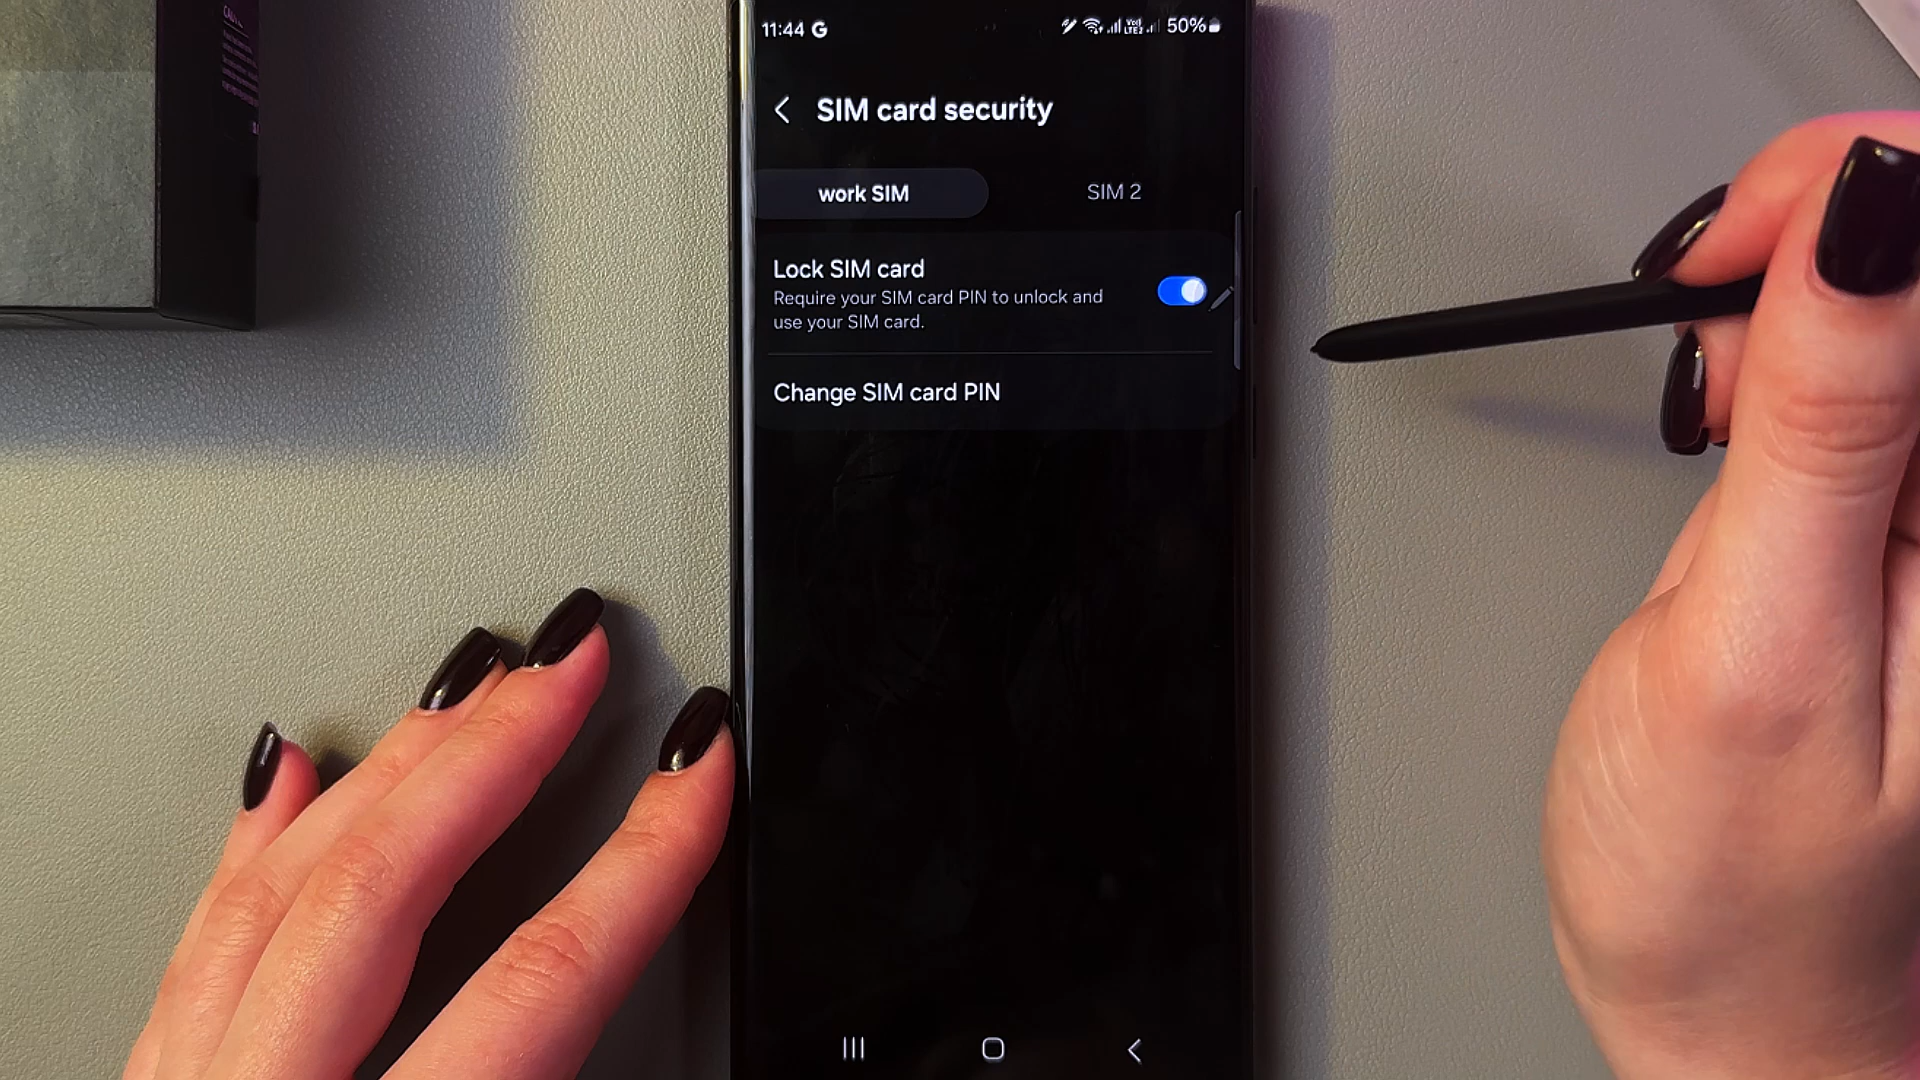 11:44 G
50%
SIM card security
work SIM
SIM 2
Lock SIM card
Require your SIM card PIN to unlock and
use your SIM card.
Change SIM card PIN